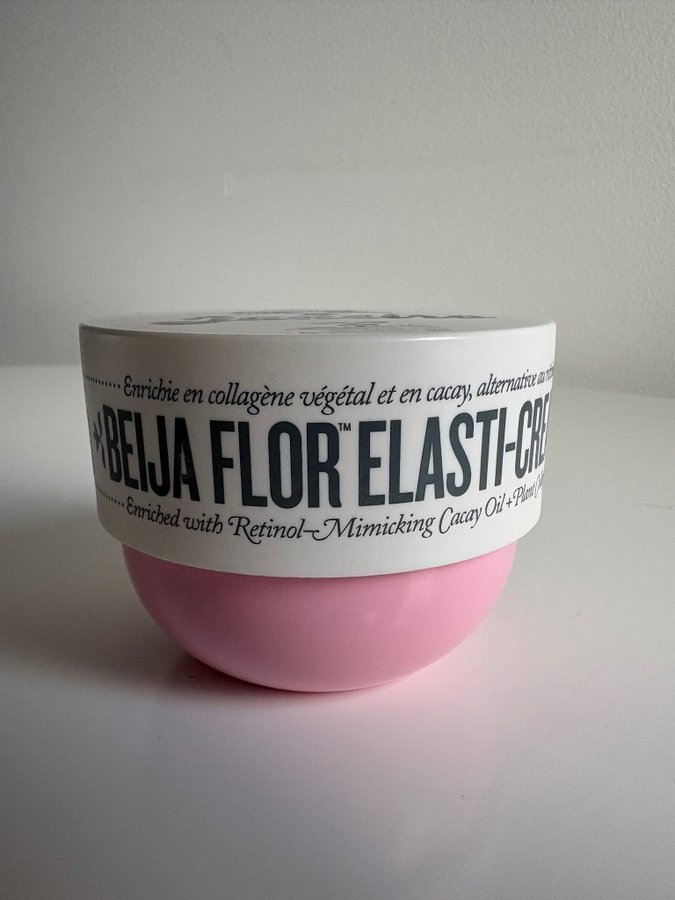 Enrichie en collagène végétal et en cacay, alternative au
BEIJA FLOR™ ELASTI-CRE
Enriched with Retinol–Mimicking Cacay Oil + Plant